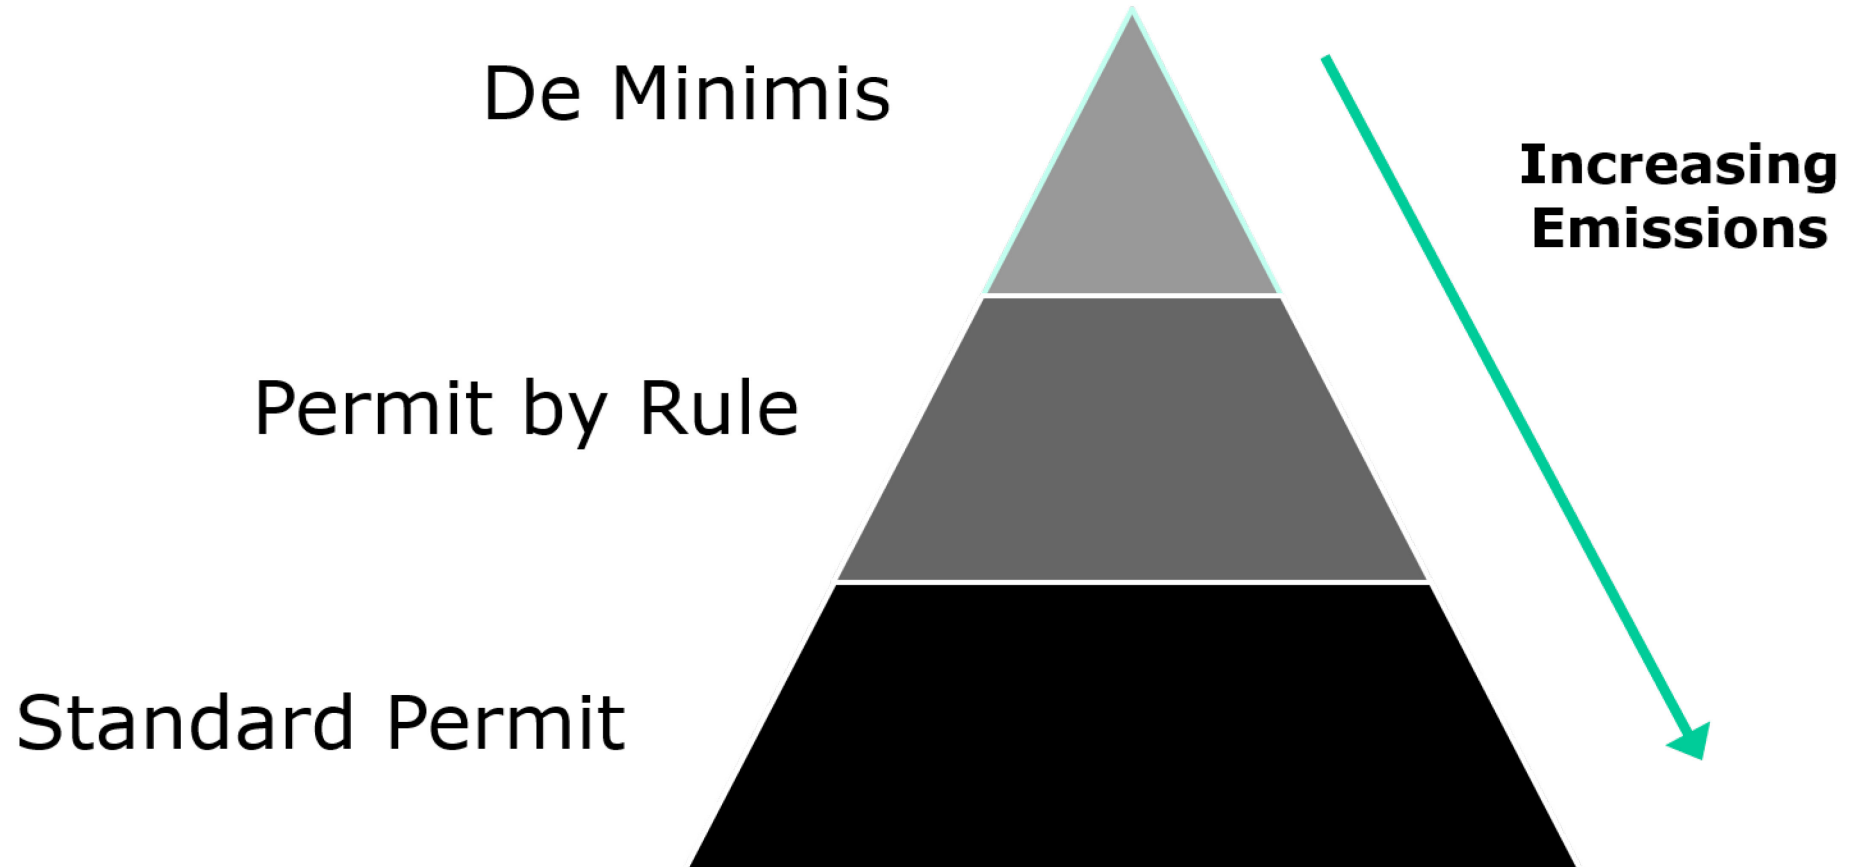 De Minimis
Increasing
Emissions
Permit by Rule
Standard Permit